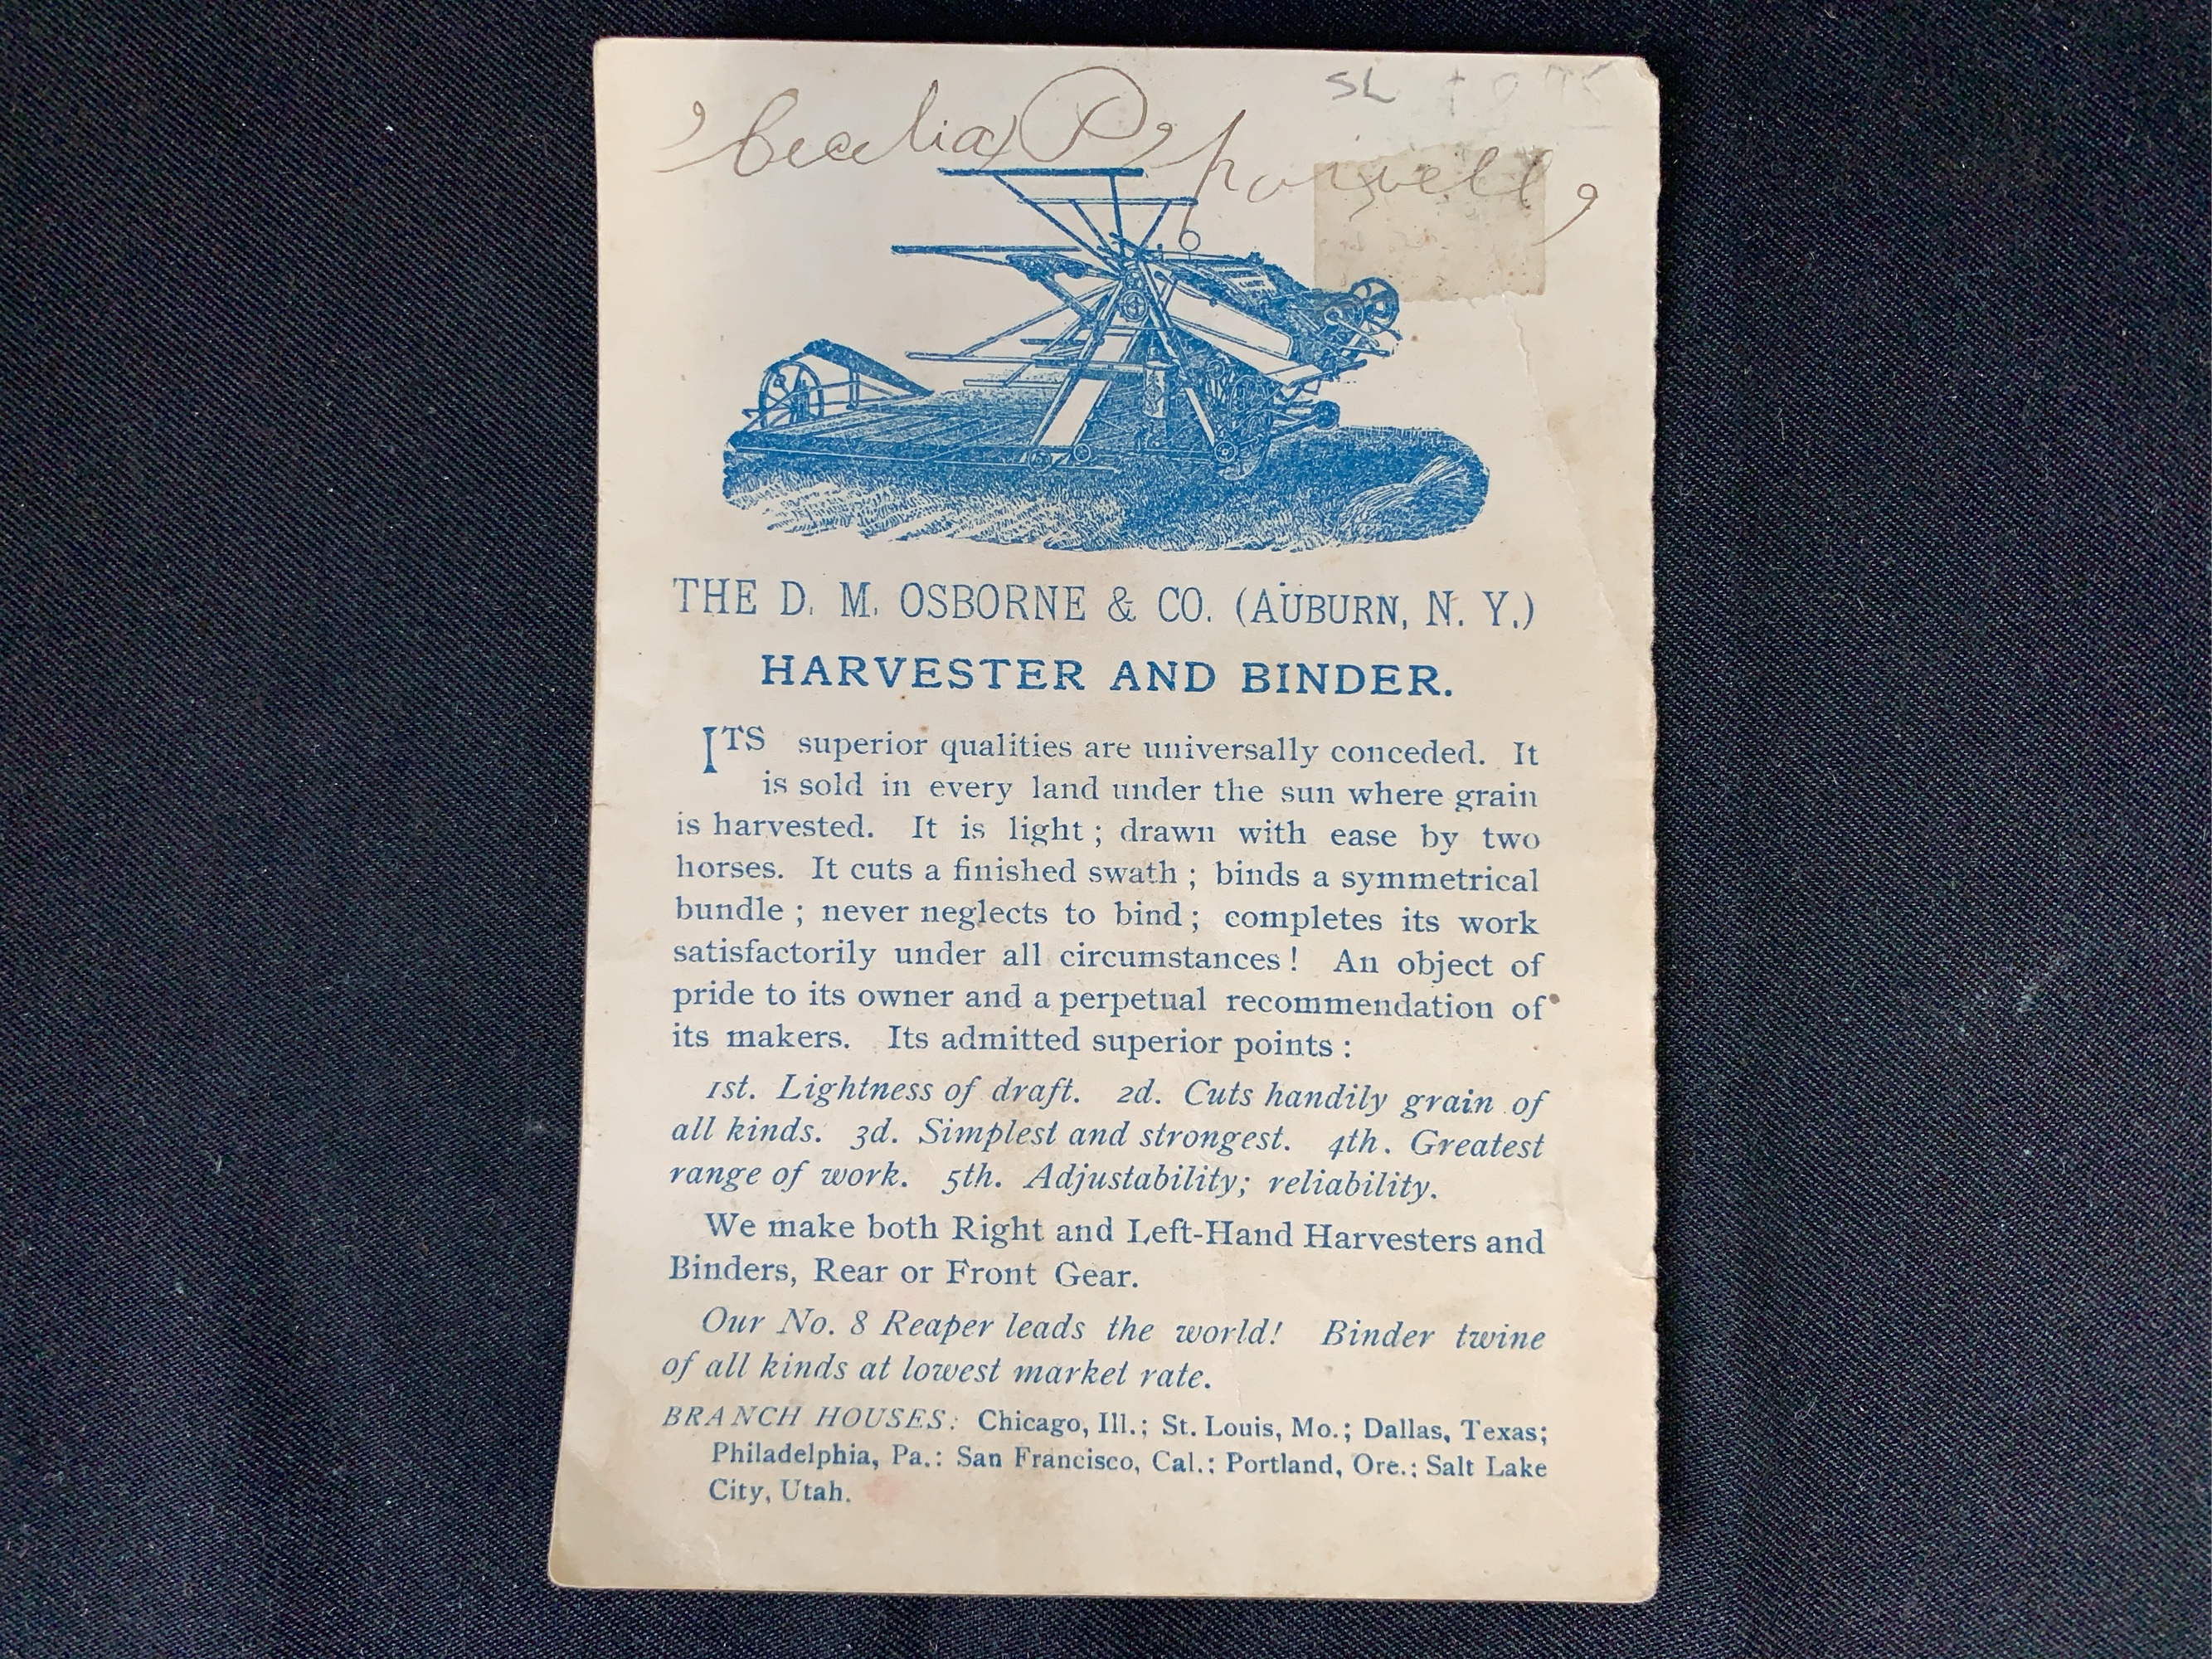 SL
Cecelia P
THE D. M. OSBORNE & CO. (AUBURN, N. Y.)
HARVESTER AND BINDER.
ITS superior qualities are universally conceded. It
is sold in every land under the sun where grain
is harvested. It is light ; drawn with ease by two
horses. It cuts a finished swath ; binds a symmetrical
bundle ; never neglects to bind ; completes its work
satisfactorily under all circumstances ! An object of
pride to its owner and a perpetual recommendation of
its makers. Its admitted superior points :
1st. Lightness of draft. 2d. Cuts handily grain of
all kinds. 3d. Simplest and strongest. 4th. Greatest
range of work. 5th. Adjustability; reliability.
We make both Right and Left-Hand Harvesters and
Binders, Rear or Front Gear.
Our No. 8 Reaper leads the world! Binder twine
of all kinds at lowest market rate.
BRANCH HOUSES: Chicago, Ill.; St. Louis, Mo.; Dallas, Texas;
Philadelphia, Pa.: San Francisco, Cal.; Portland, Ore.; Salt Lake
City, Utah.